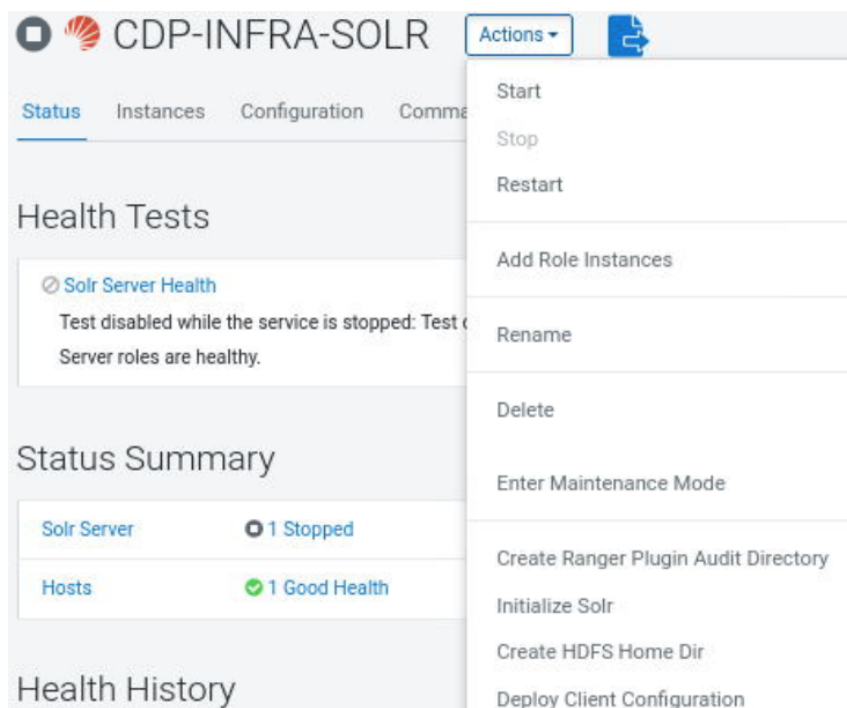 CDP-INFRA-SOLR
Actions
Status Instances Configuration
Health Tests
Solr Server Health
Test disabled while the service is stopped: Test
Server roles are healthy.
Status Summary
Solr Server 1 Stopped
Hosts 1 Good Health
Health History
Start
Stop
Restart
Add Role Instances
Rename
Delete
Enter Maintenance Mode
Create Ranger Plugin Audit Directory
Initialize Solr
Create HDFS Home Dir
Deploy Client Configuration